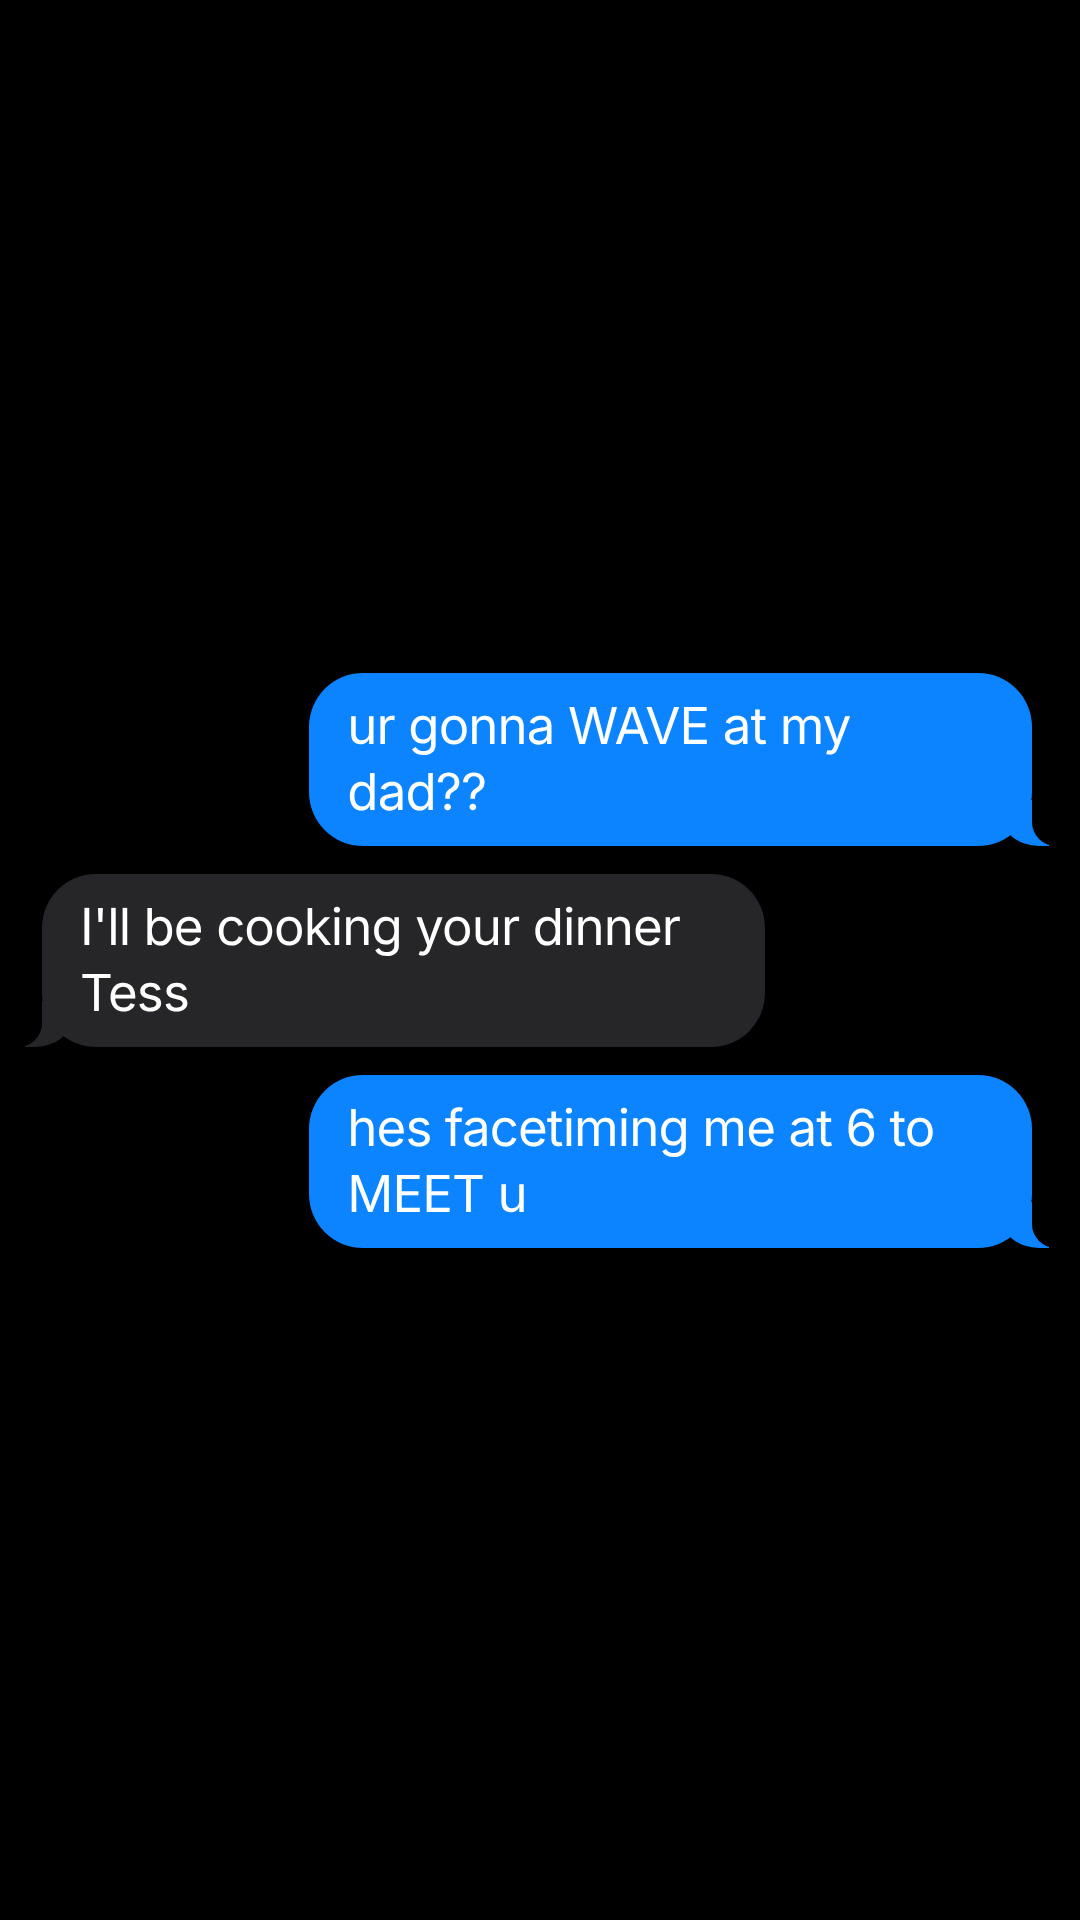 ur gonna WAVE at my
dad??
I'll be cooking your dinner
Tess
hes facetiming me at 6 to
MEET u